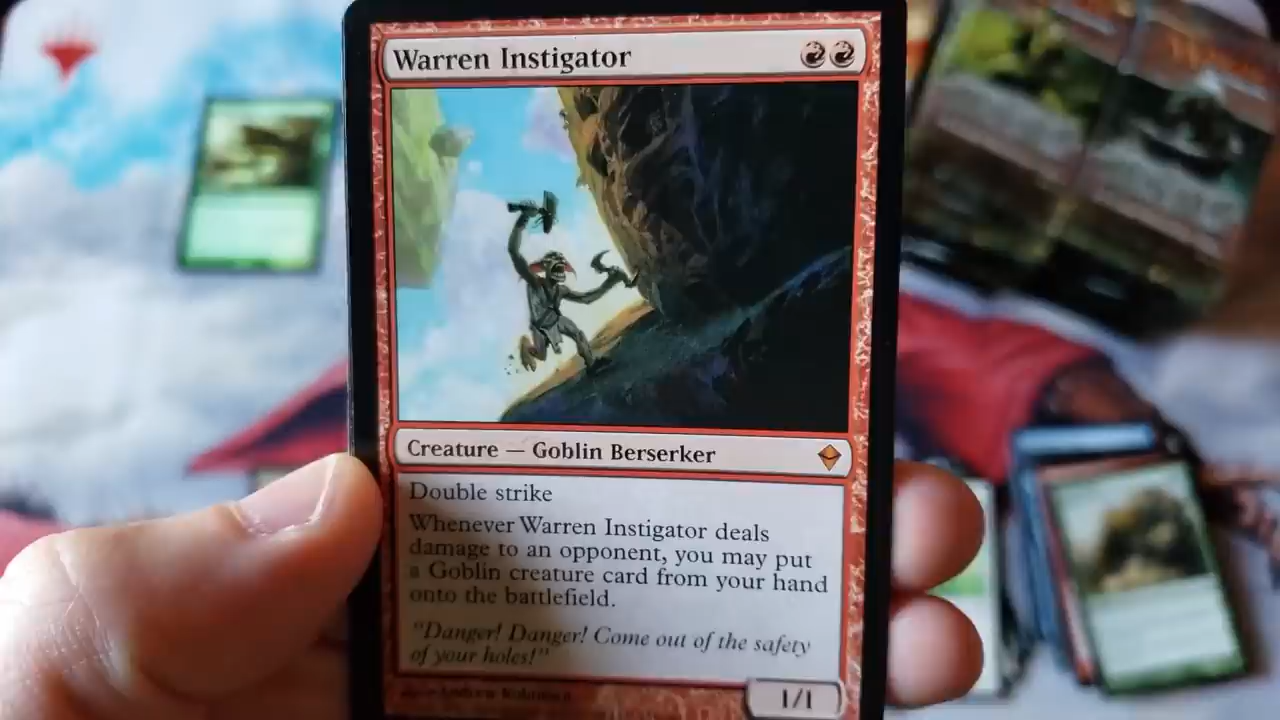 Warren Instigator
Creature — Goblin Berserker
Double strike
Whenever Warren Instigator deals
damage to an opponent, you may put
a Goblin creature card from your hand
onto the battlefield.
"Danger! Danger! Come out of the safety
of your holes!"
1/1